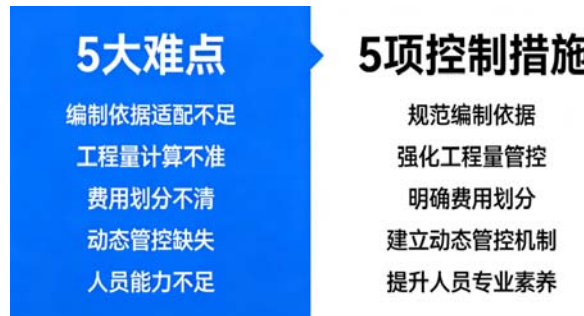 5大难点
编制依据适配不足
工程量计算不准
费用划分不清
动态管控缺失
人员能力不足
5项控制措施
规范编制依据
强化工程量管控
明确费用划分
建立动态管控机制
提升人员专业素养